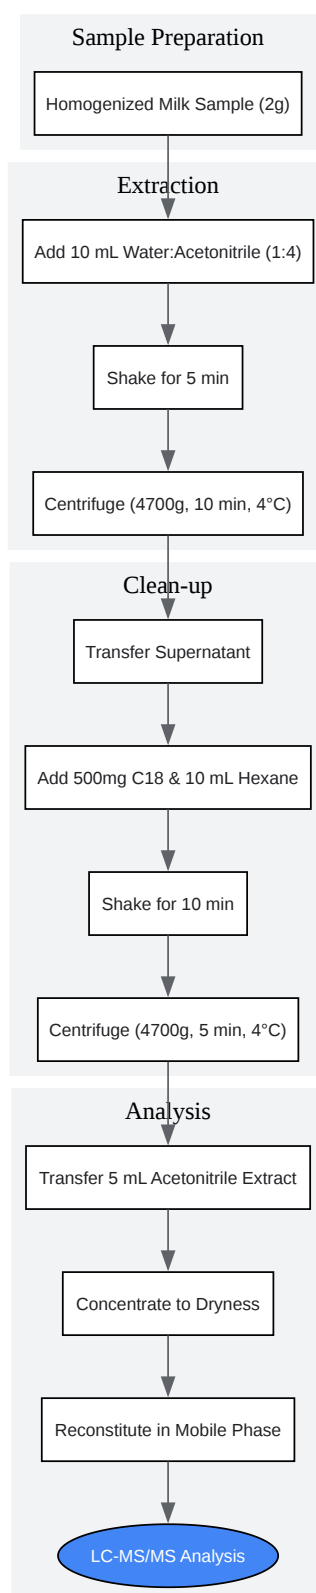 Sample Preparation
Homogenized Milk Sample (2g)
Extraction
Add 10 mL Water:Acetonitrile (1:4)
Shake for 5 min
Centrifuge (4700g, 10 min, 4°C)
Clean-up
Transfer Supernatant
Add 500mg C18 & 10 mL Hexane
Shake for 10 min
Centrifuge (4700g, 5 min, 4°C)
Analysis
Transfer 5 mL Acetonitrile Extract
Concentrate to Dryness
Reconstitute in Mobile Phase
LC-MS/MS Analysis